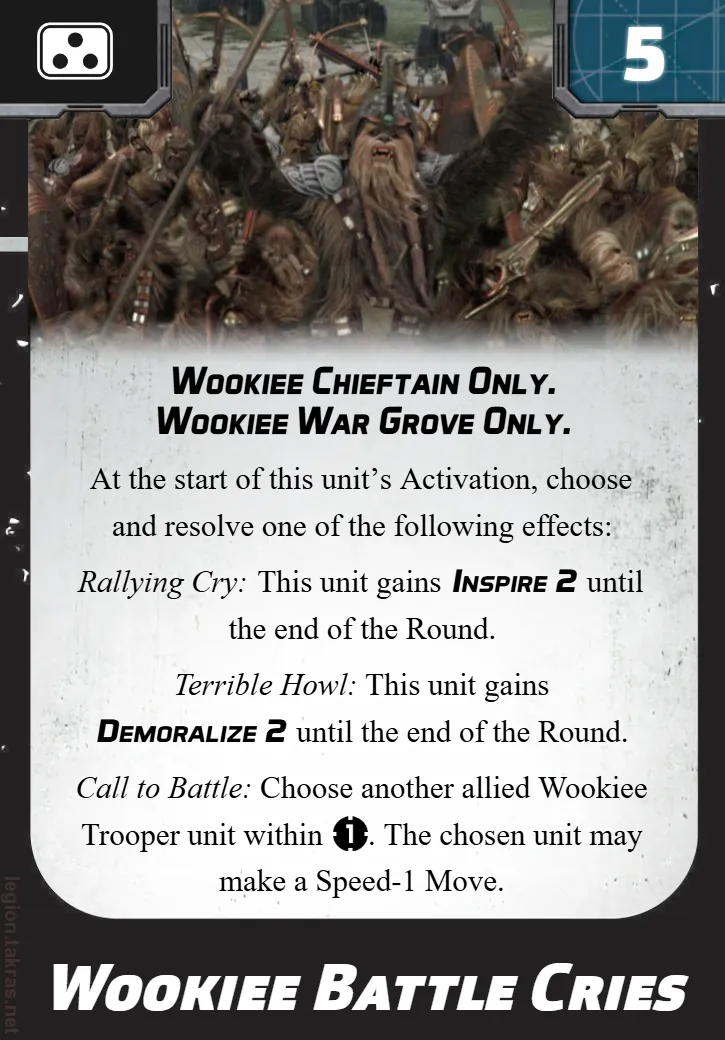 5
Wookiee Chieftain Only.
Wookiee War Grove Only.
At the start of this unit’s Activation, choose
and resolve one of the following effects:
Rallying Cry: This unit gains Inspire 2 until
the end of the Round.
Terrible Howl: This unit gains
Demoralize 2 until the end of the Round.
Call to Battle: Choose another allied Wookiee
Trooper unit within 1. The chosen unit may
make a Speed-1 Move.
legion.takras.net
Wookiee Battle Cries